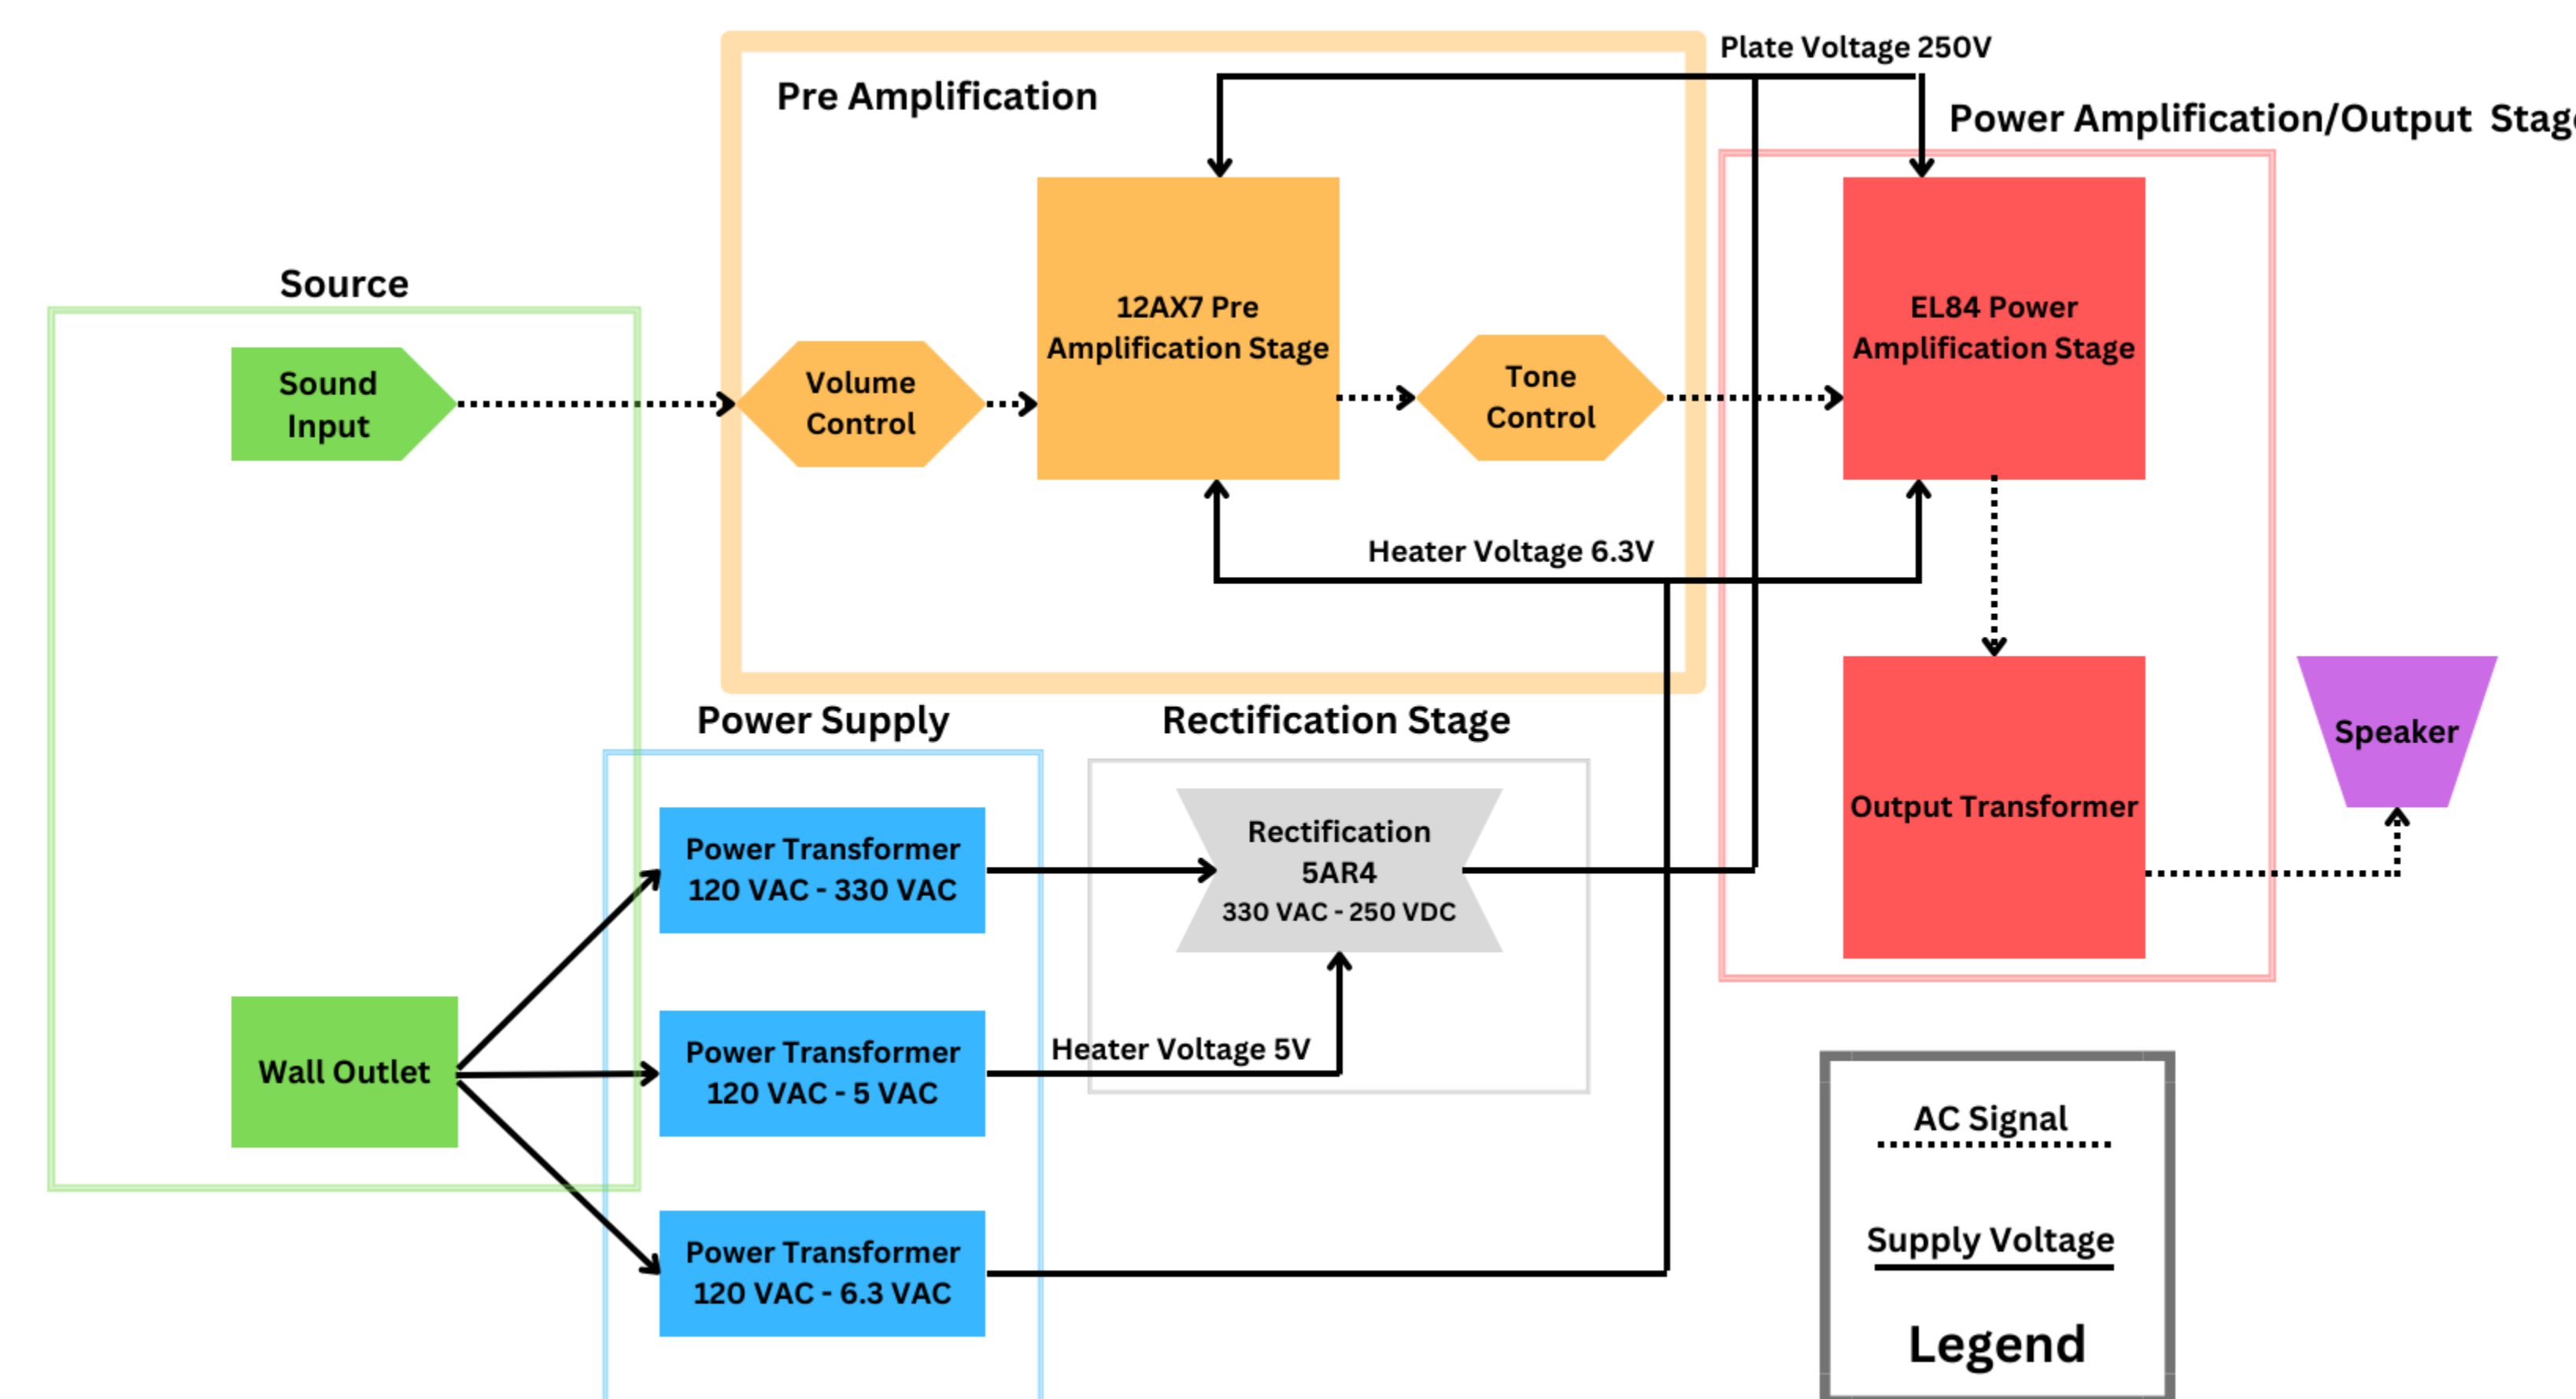 Plate Voltage 250V
Pre Amplification
Power Amplification/Output Stag
Source
12AX7 Pre
Amplification Stage
EL84 Power
Amplification Stage
Sound
Input
Volume
Control
Tone
Control
Heater Voltage 6.3V
Power Supply
Rectification Stage
Speaker
Output Transformer
Power Transformer
120 VAC - 330 VAC
Rectification
5AR4
330 VAC - 250 VDC
Wall Outlet
Power Transformer
120 VAC - 5 VAC
Heater Voltage 5V
Power Transformer
120 VAC - 6.3 VAC
AC Signal
Supply Voltage
Legend